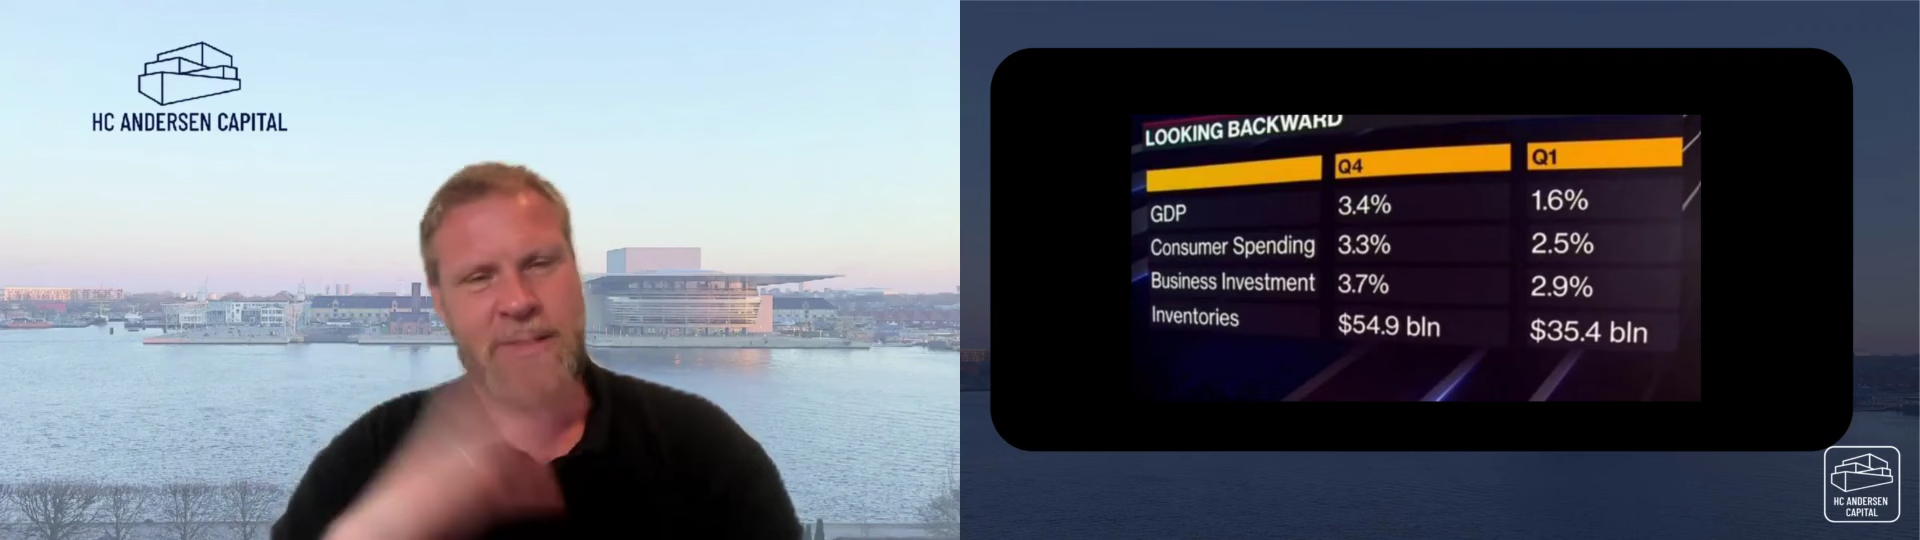 HC ANDERSEN CAPITAL
LOOKING BACKWARD
Q4 Q1
GDP 3.4% 1.6%
Consumer Spending 3.3% 2.5%
Business Investment 3.7% 2.9%
Inventories $54.9 bln $35.4 bln
HC ANDERSEN
CAPITAL